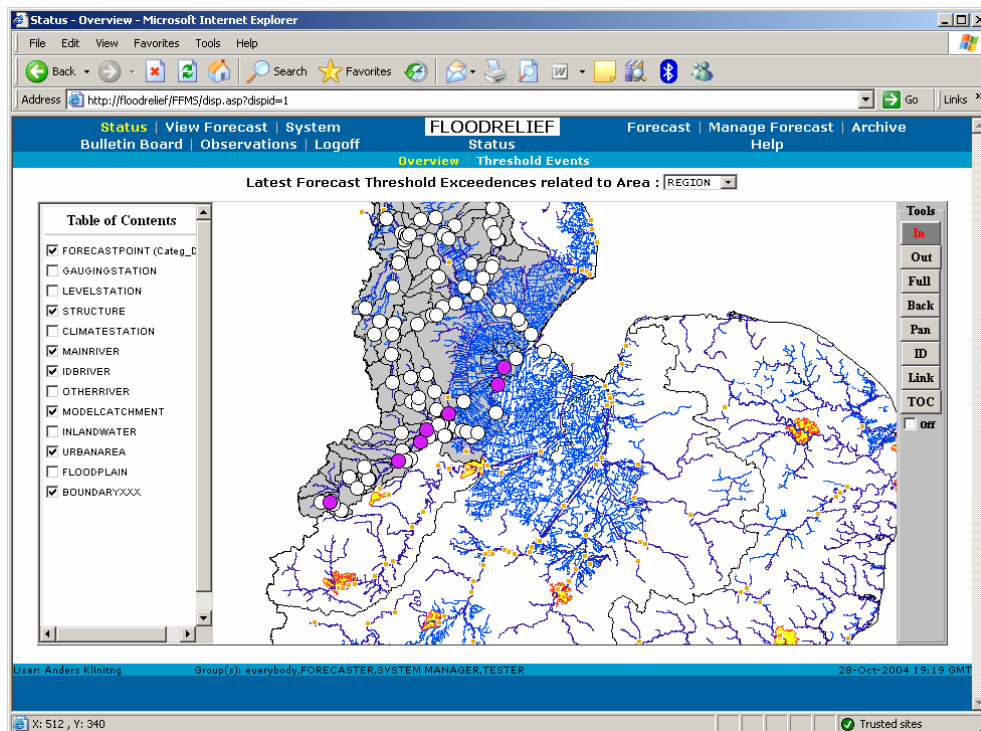 Status - Overview - Microsoft Internet Explorer
File Edit View Favorites Tools Help
Back Search Favorites
Address http://floodrelief/FFMS/disp.asp?dispid=1 Go Links »
Status | View Forecast | System FLOODRELIEF Forecast | Manage Forecast | Archive
Bulletin Board | Observations | Logoff Status Help
Overview | Threshold Events
Latest Forecast Threshold Exceedences related to Area : REGION
Table of Contents
FORECASTPOINT (Categ_D
GAUGINGSTATION
LEVELSTATION
STRUCTURE
CLIMATESTATION
MAINRIVER
IDBRIVER
OTHERRIVER
MODELCATCHMENT
INLANDWATER
URBANAREA
FLOODPLAIN
BOUNDARYXXX
Tools
In
Out
Full
Back
Pan
ID
Link
TOC
Off
User: Anders Klinitng Group(s): everybody,FORECASTER,SYSTEM MANAGER,TESTER 28-Oct-2004 19:19 GMT
X: 512 , Y: 340 Trusted sites